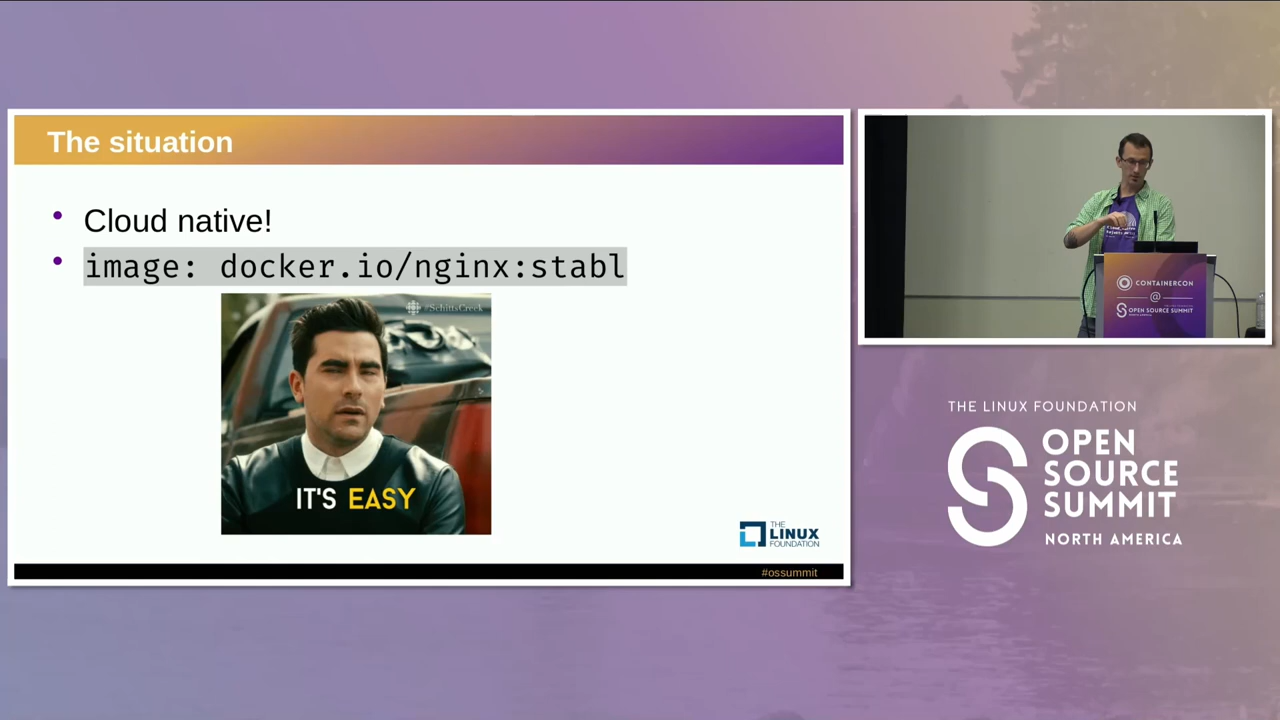 The situation
Cloud native!
image: docker.io/nginx:stabl
#SchittsCreek
IT'S EASY
THE
LINUX
FOUNDATION
#ossummit
CONTAINERCON
@
OPEN SOURCE SUMMIT
THE LINUX FOUNDATION
OPEN
SOURCE
SUMMIT
NORTH AMERICA